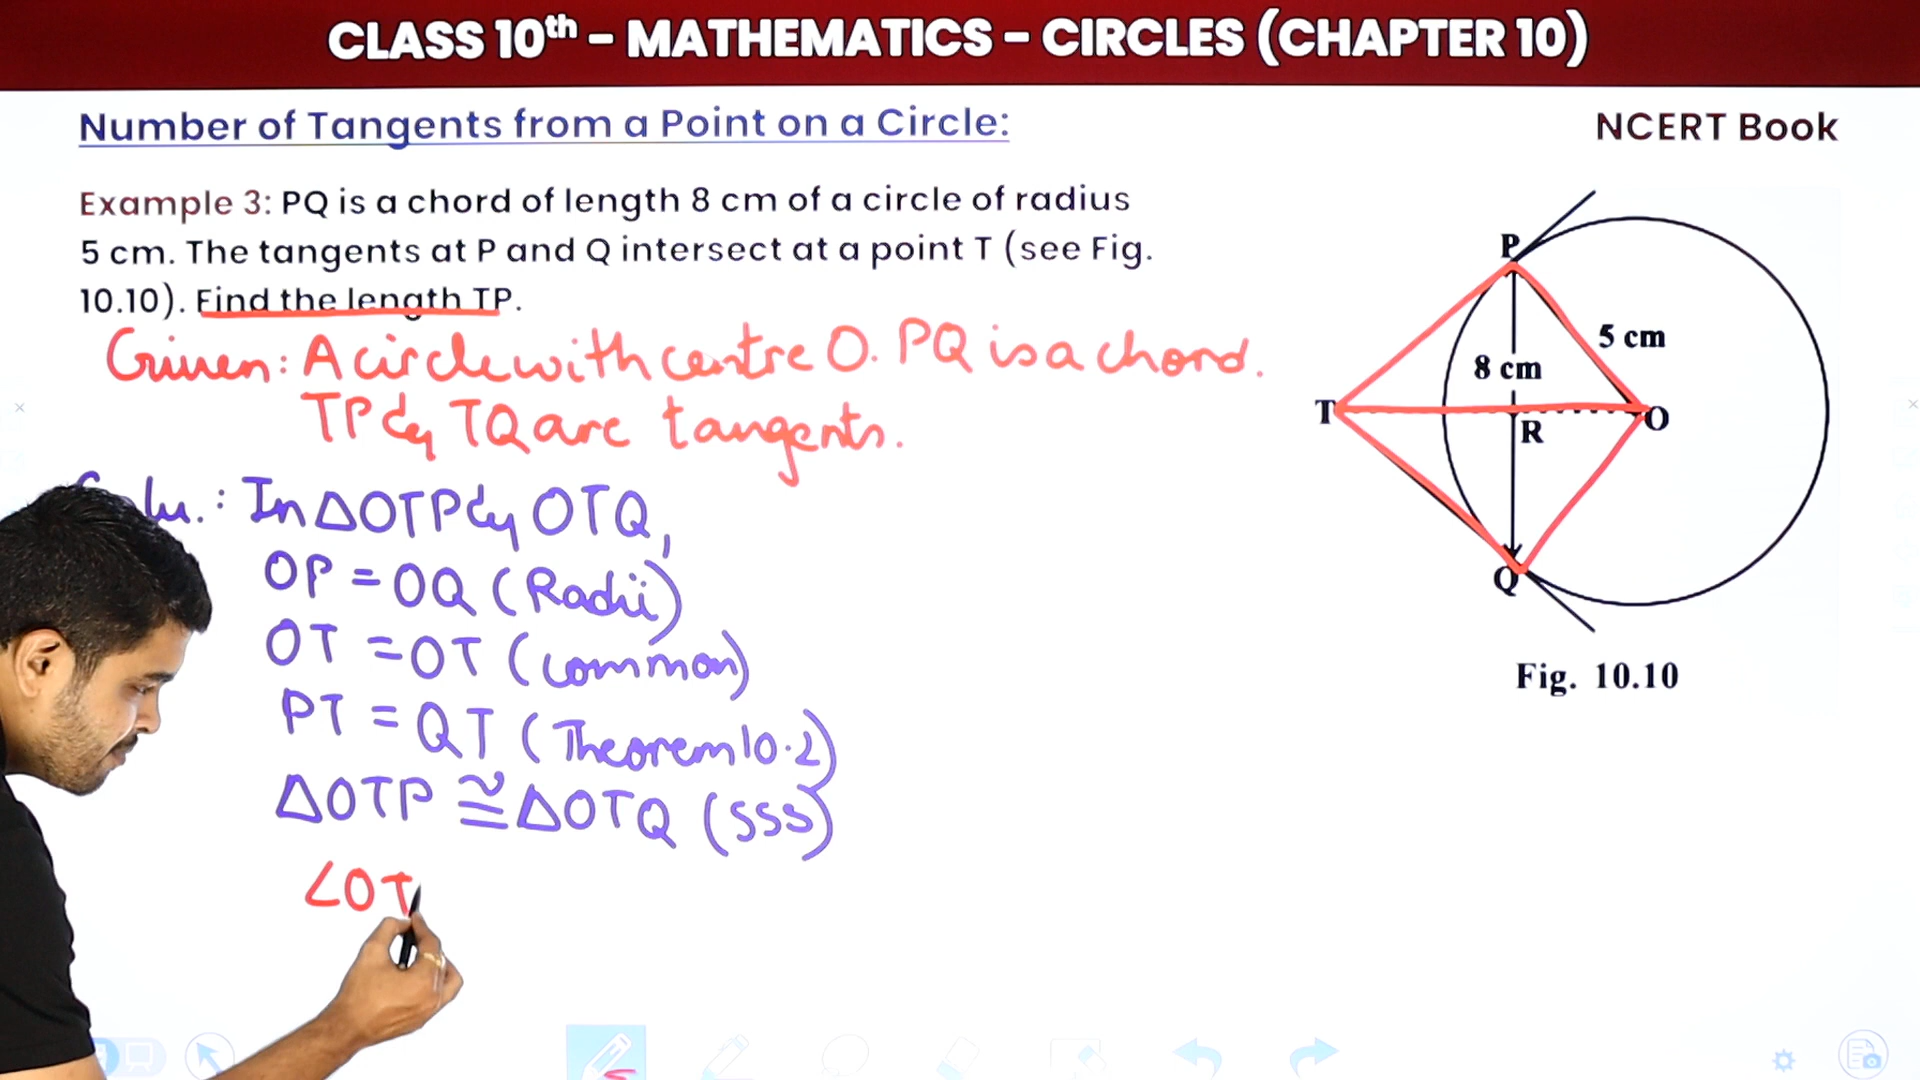 CLASS 10th - MATHEMATICS - CIRCLES (CHAPTER 10)
Number of Tangents from a Point on a Circle:
NCERT Book
Example 3: PQ is a chord of length 8 cm of a circle of radius
5 cm. The tangents at P and Q intersect at a point T (see Fig.
10.10). Find the length TP.
Given: A circle with centre O. PQ is a chord.
TP & TQ are tangents.
Solu.: In ΔOTP & OTQ,
OP = OQ (Radii)
OT = OT (common)
PT = QT (Theorem 10.2)
ΔOTP ≅ ΔOTQ (SSS)
∠OT
P
5 cm
8 cm
T
R
O
Q
Fig. 10.10